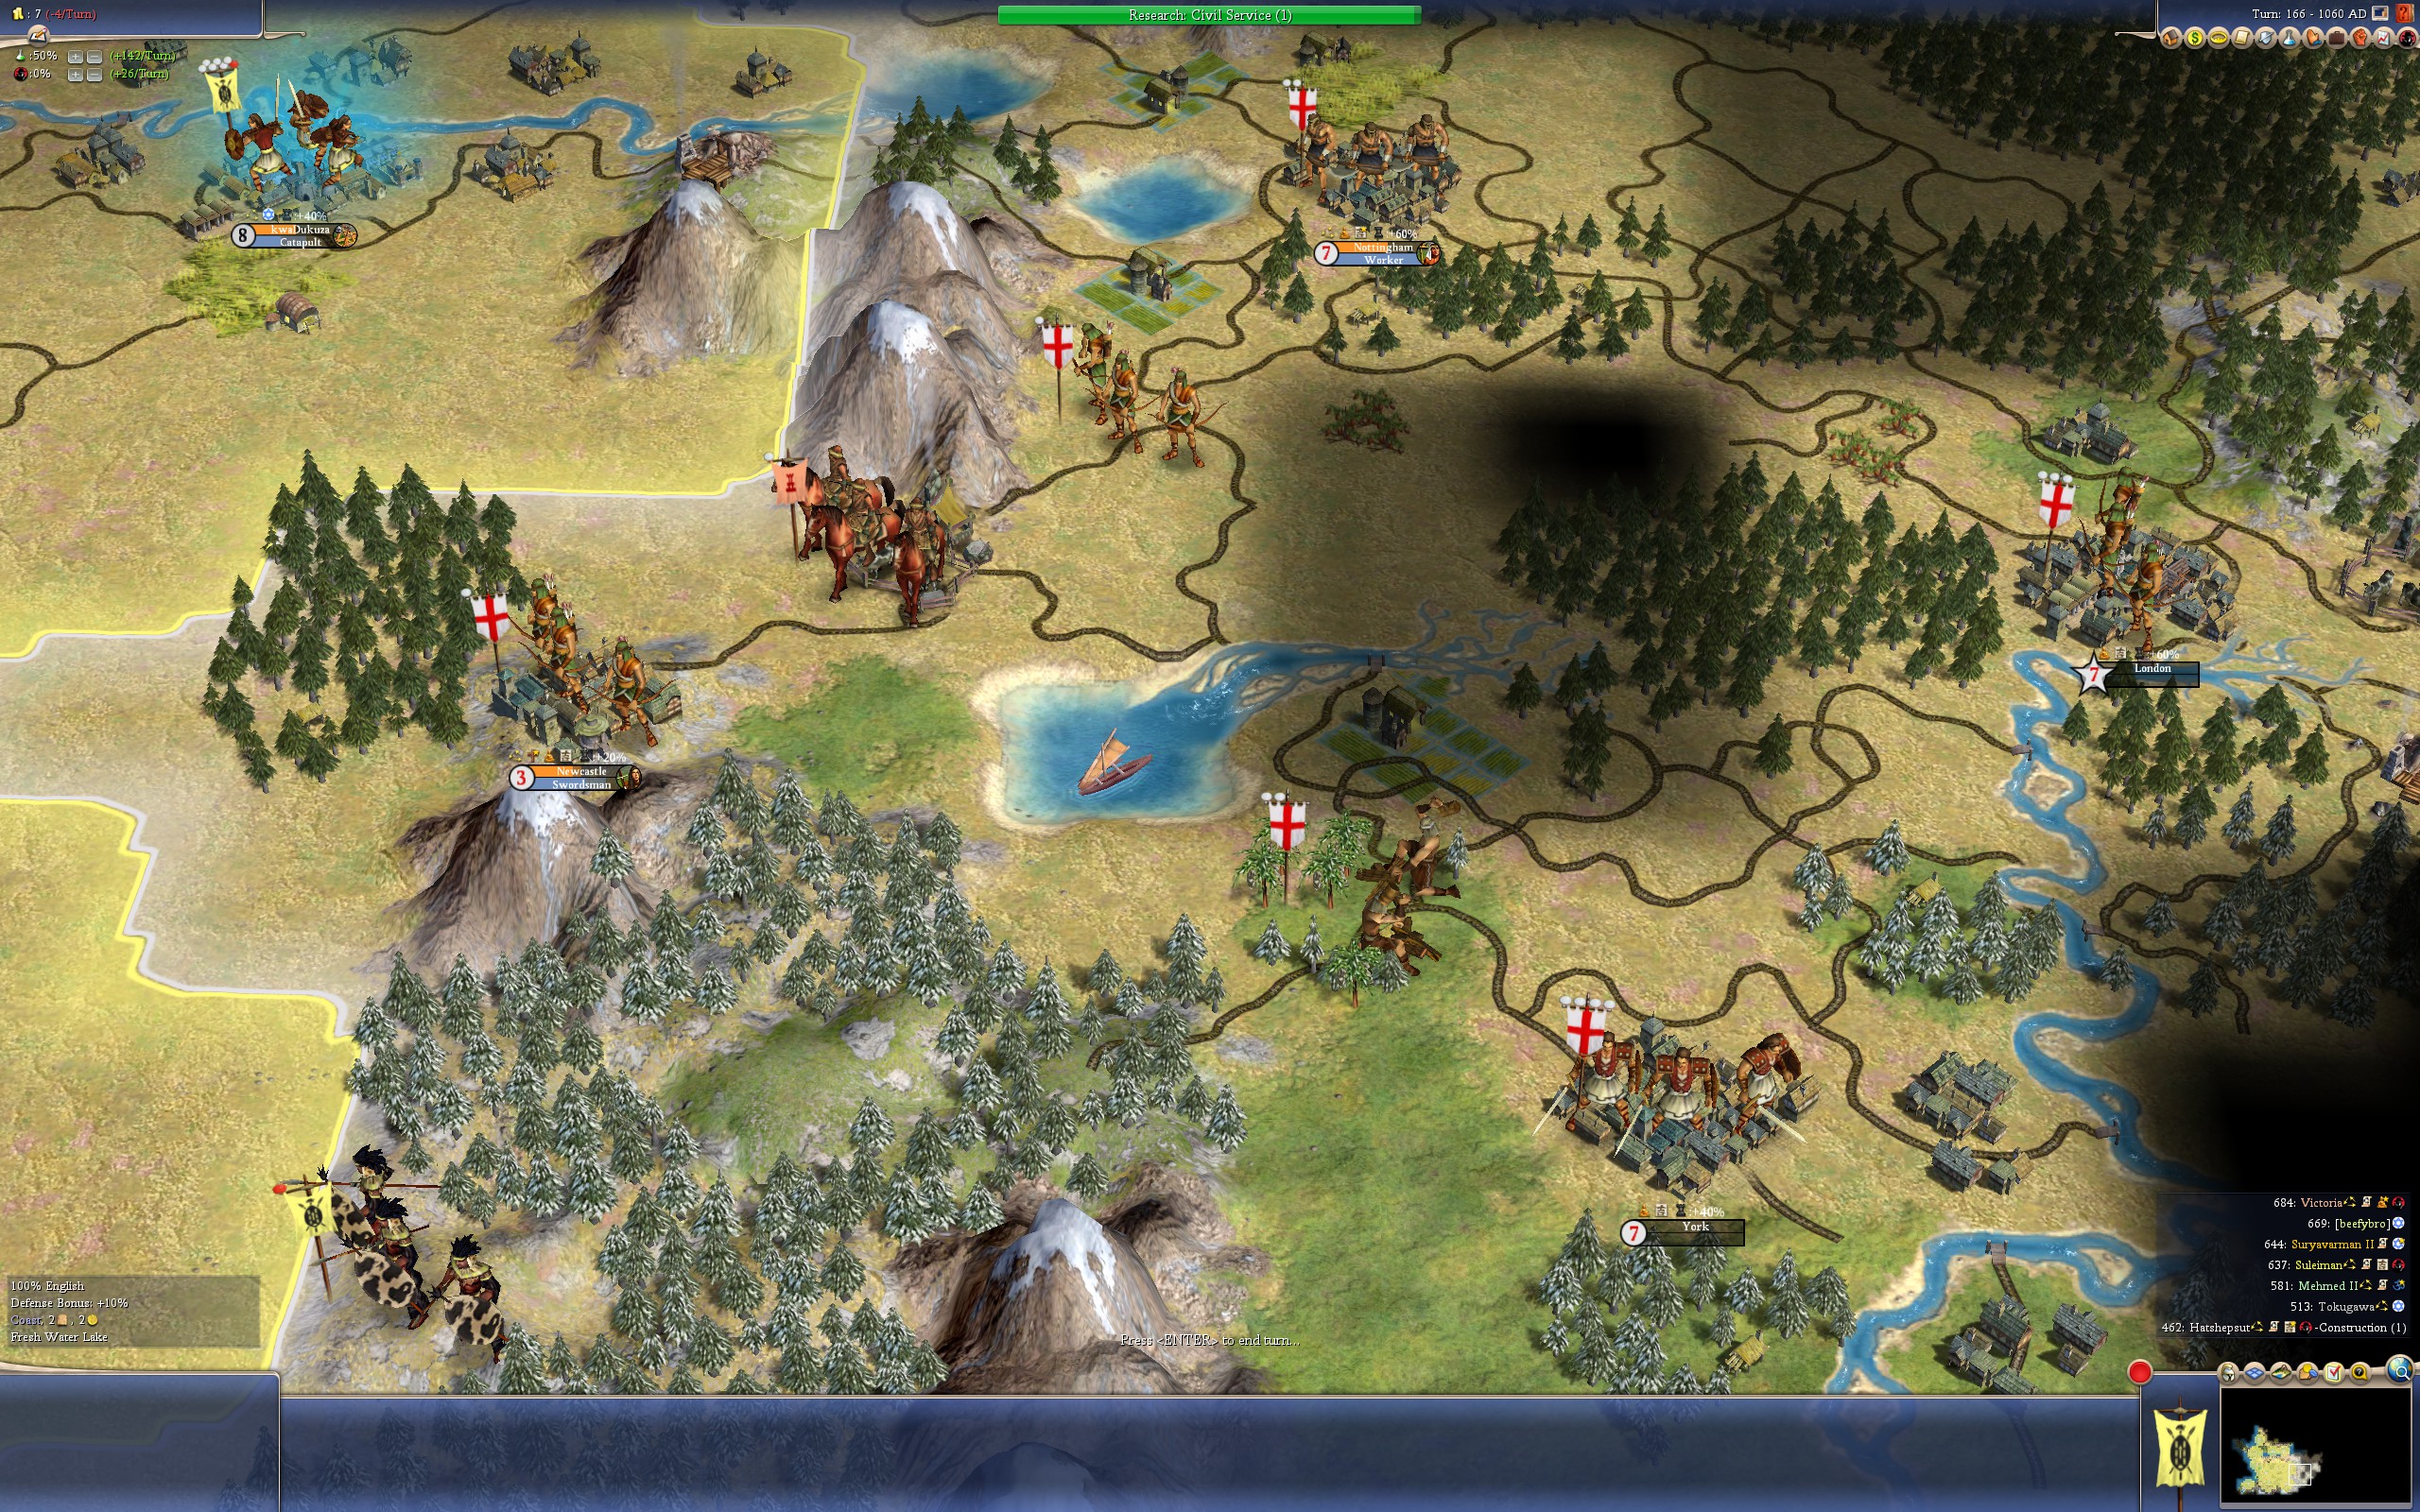 : 7 (-4/Turn)
Research: Civil Service (1)
Turn: 166 - 1060 AD
:50% (+142/Turn)
:0% (+26/Turn)
:+40%
8 kwaDukuza
Catapult
:+60%
7 Nottingham
Worker
:+60%
7 London
:+20%
3 Newcastle
Swordsman
:+40%
7 York
684: Victoria
669: [beefybro]
644: Suryavarman II
637: Suleiman
581: Mehmed II
513: Tokugawa
462: Hatshepsut -Construction (1)
100% English
Defense Bonus: +10%
Coast, 2 , 2
Fresh Water Lake
Press <ENTER> to end turn...